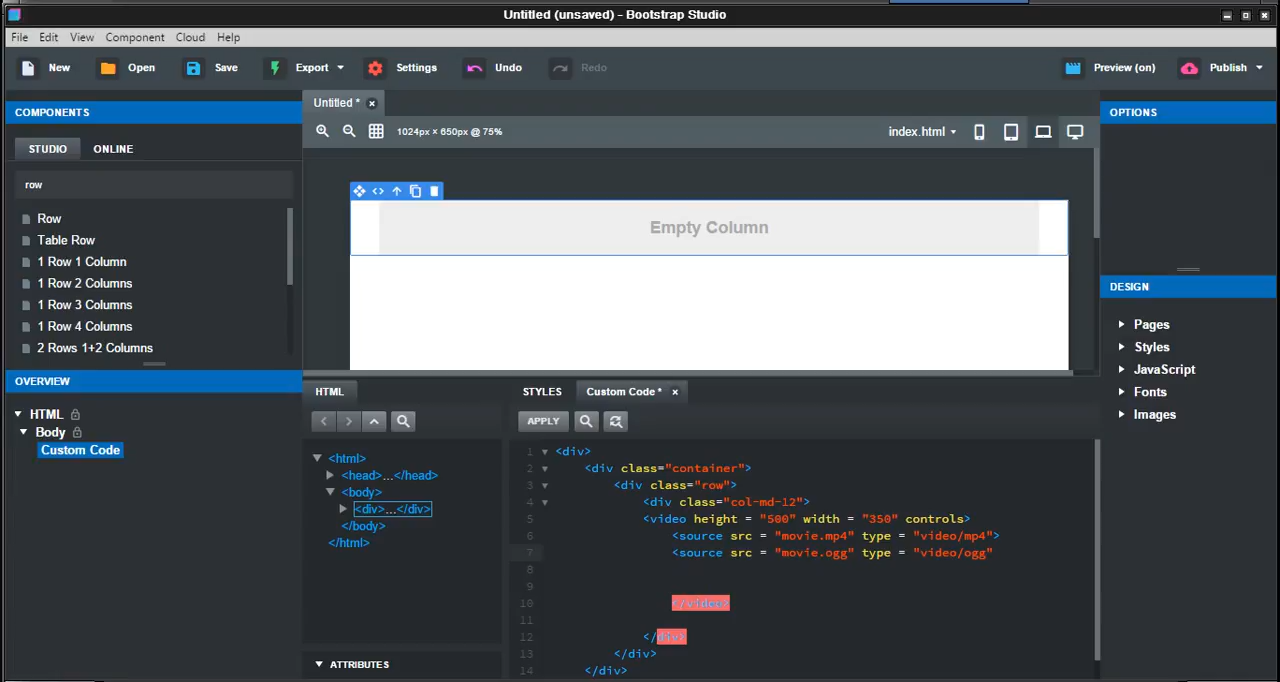 Untitled (unsaved) - Bootstrap Studio
File Edit View Component Cloud Help
New Open Save Export Settings Undo Redo Preview (on) Publish
COMPONENTS
STUDIO ONLINE
row
Row
Table Row
1 Row 1 Column
1 Row 2 Columns
1 Row 3 Columns
1 Row 4 Columns
2 Rows 1+2 Columns
OVERVIEW
HTML
Body
Custom Code
Untitled *
1024px × 650px @ 75%
index.html
Empty Column
HTML
<html>
<head>...</head>
<body>
<div>...</div>
</body>
</html>
ATTRIBUTES
STYLES Custom Code *
APPLY
1 <div>
2 <div class="container">
3 <div class="row">
4 <div class="col-md-12">
5 <video height = "500" width = "350" controls>
6 <source src = "movie.mp4" type = "video/mp4">
7 <source src = "movie.ogg" type = "video/ogg"
8
9
10 </video>
11
12 </div>
13 </div>
14 </div>
OPTIONS
DESIGN
Pages
Styles
JavaScript
Fonts
Images